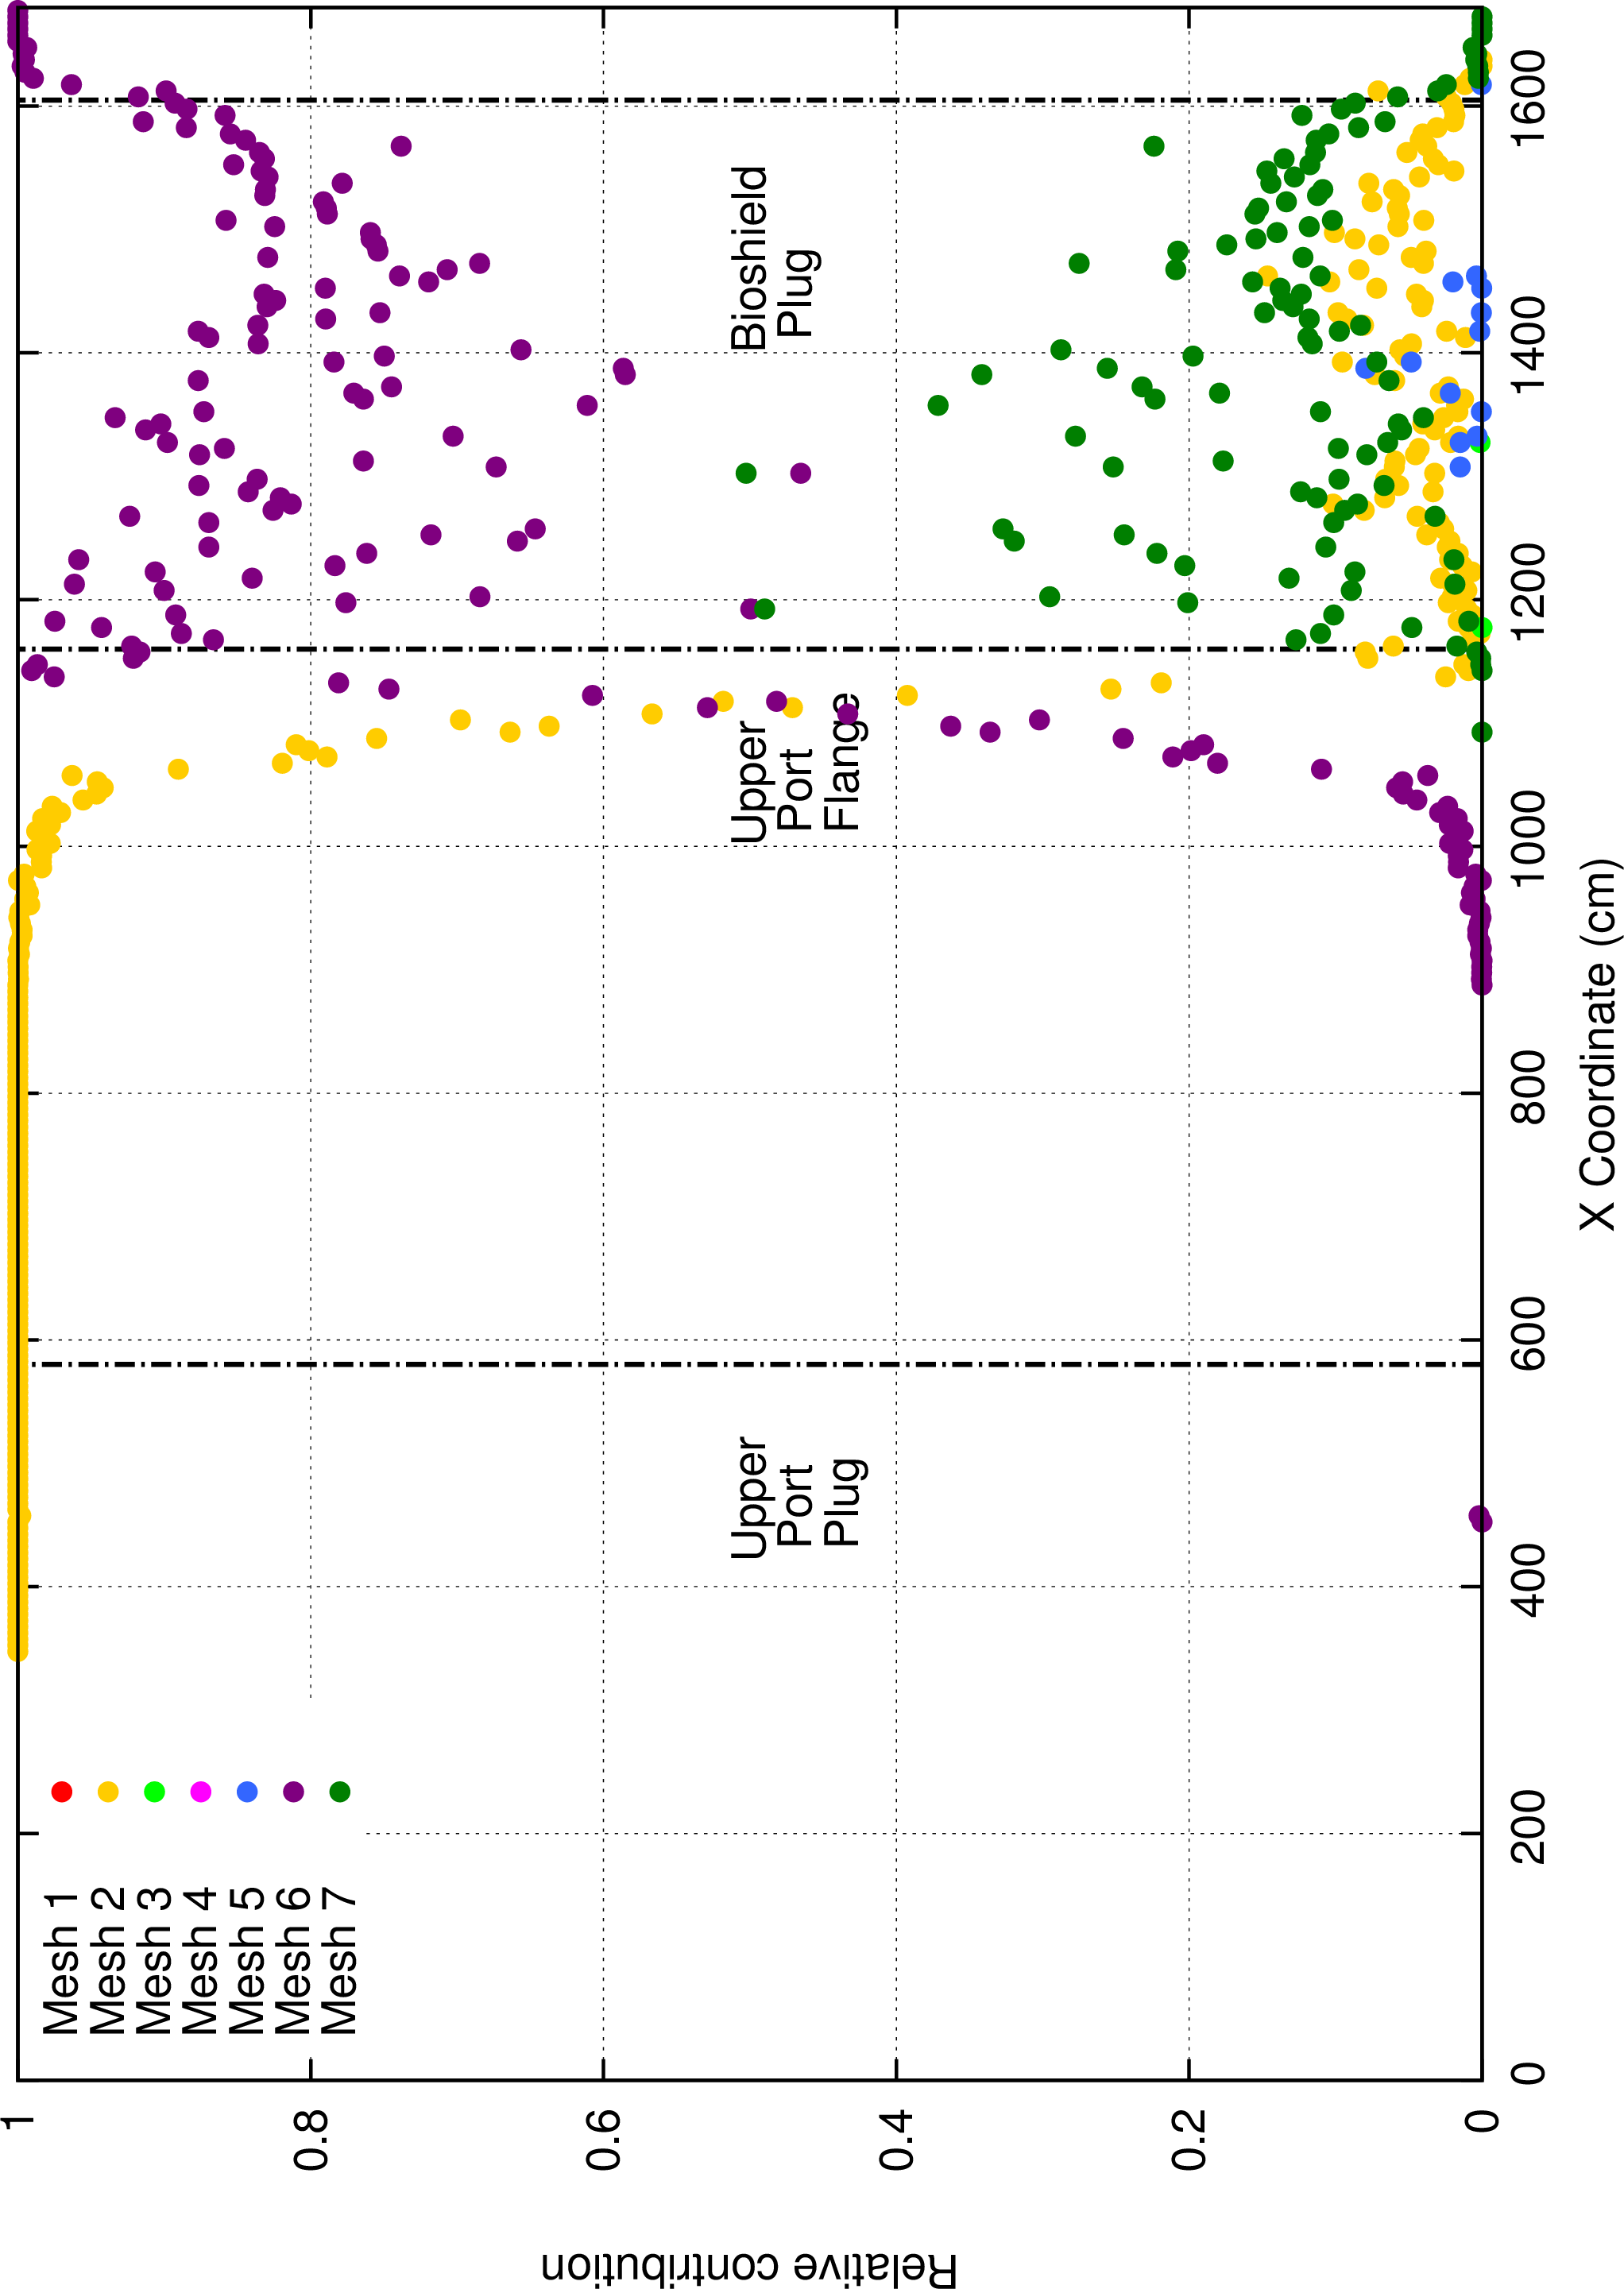 Relative contribution
1
0.8
0.6
0.4
0.2
0
0
200
400
600
800
1000
1200
1400
1600
X Coordinate (cm)
Mesh 1
Mesh 2
Mesh 3
Mesh 4
Mesh 5
Mesh 6
Mesh 7
Upper
Port
Plug
Upper
Port
Flange
Bioshield
Plug